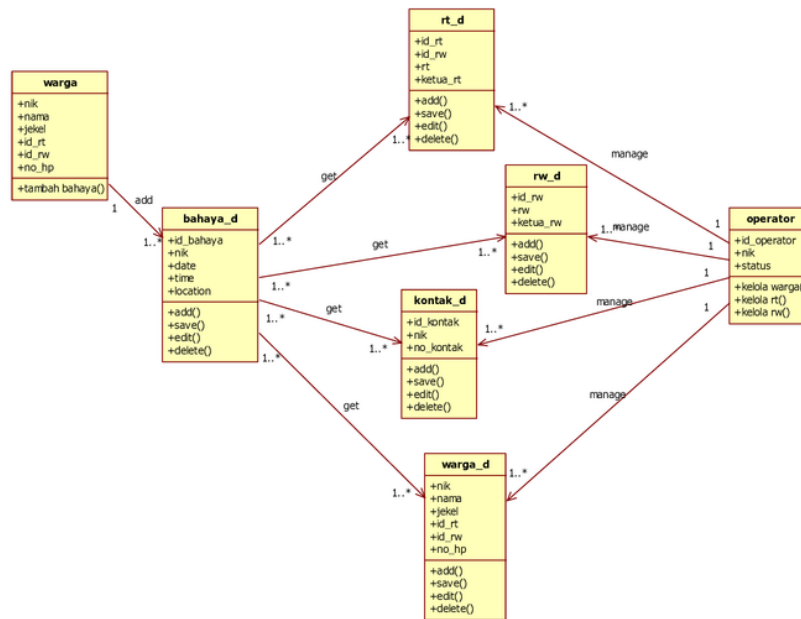 rt_d
+id_rt
+id_rw
+rt
+ketua_rt
+add()
+save()
+edit()
+delete()
warga
+nik
+nama
+jekel
+id_rt
+id_rw
+no_hp
+tambah bahaya()
add
1
1..*
bahaya_d
+id_bahaya
+nik
+date
+time
+location
+add()
+save()
+edit()
+delete()
get
1..*
1..*
get
1..*
1..*
get
1..*
1..*
get
1..*
1..*
rw_d
+id_rw
+rw
+ketua_rw
+add()
+save()
+edit()
+delete()
kontak_d
+id_kontak
+nik
+no_kontak
+add()
+save()
+edit()
+delete()
warga_d
+nik
+nama
+jekel
+id_rt
+id_rw
+no_hp
+add()
+save()
+edit()
+delete()
manage
1..*
1
manage
1..*
1
manage
1..*
1
manage
1..*
1
operator
+id_operator
+nik
+status
+kelola warga(
+kelola rt()
+kelola rw()